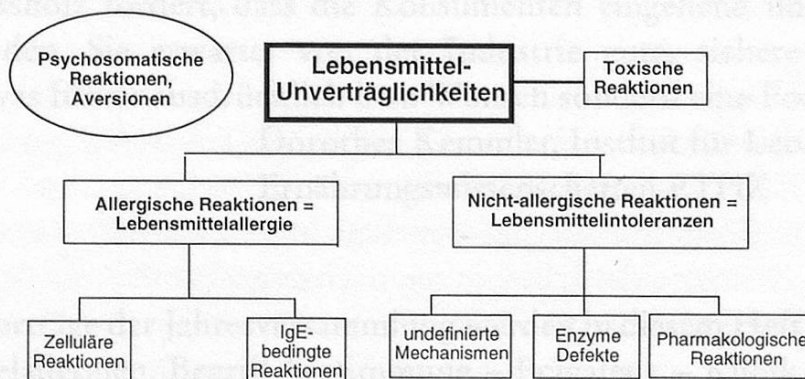 Psychosomatische
Reaktionen,
Aversionen
Lebensmittel-
Unverträglichkeiten
Toxische
Reaktionen
Allergische Reaktionen =
Lebensmittelallergie
Nicht-allergische Reaktionen =
Lebensmittelintoleranzen
Zelluläre
Reaktionen
IgE-
bedingte
Reaktionen
undefinierte
Mechanismen
Enzyme
Defekte
Pharmakologische
Reaktionen